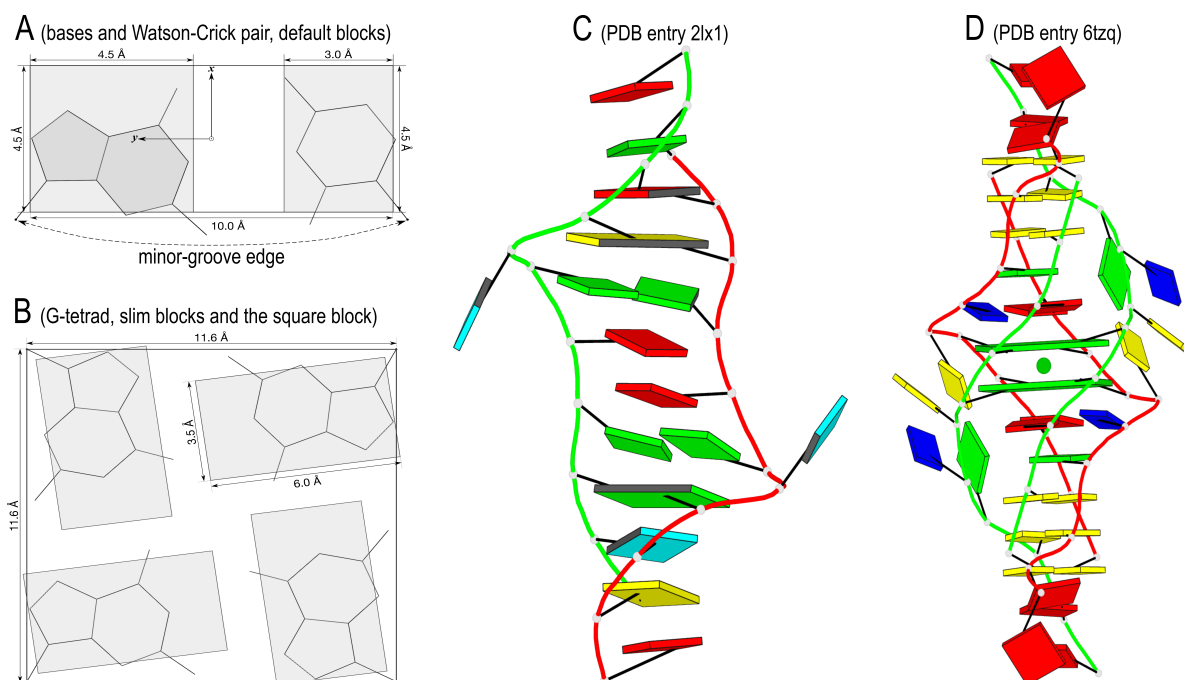 A (bases and Watson-Crick pair, default blocks)
4.5 Å
3.0 Å
x
y
4.5 Å
4.5 Å
10.0 Å
minor-groove edge
B (G-tetrad, slim blocks and the square block)
11.6 Å
3.5 Å
6.0 Å
11.6 Å
C (PDB entry 2lx1)
D (PDB entry 6tzq)